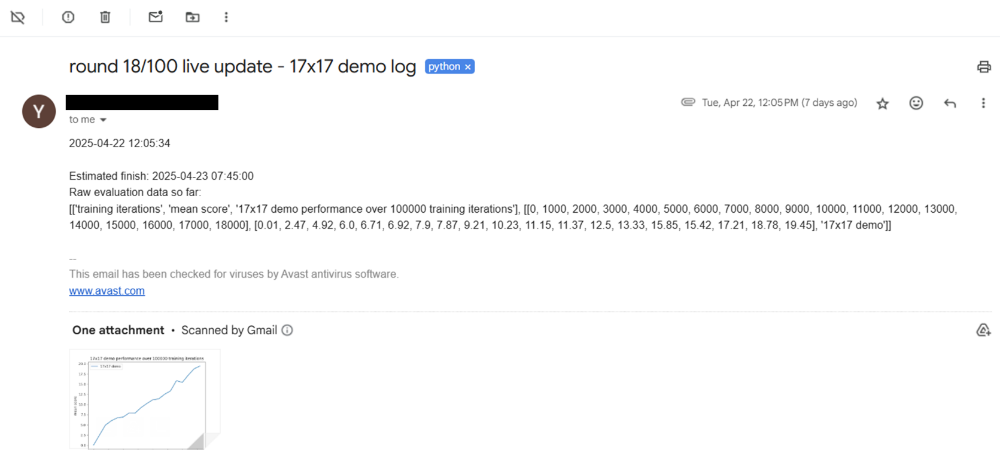 round 18/100 live update - 17x17 demo log python x
Y
Tue, Apr 22, 12:05 PM (7 days ago)
to me
2025-04-22 12:05:34
Estimated finish: 2025-04-23 07:45:00
Raw evaluation data so far:
[['training iterations', 'mean score', '17x17 demo performance over 100000 training iterations'], [[0, 1000, 2000, 3000, 4000, 5000, 6000, 7000, 8000, 9000, 10000, 11000, 12000, 13000,
14000, 15000, 16000, 17000, 18000], [0.01, 2.47, 4.92, 6.0, 6.71, 6.92, 7.9, 7.87, 9.21, 10.23, 11.15, 11.37, 12.5, 13.33, 15.85, 15.42, 17.21, 18.78, 19.45], '17x17 demo']]
--
This email has been checked for viruses by Avast antivirus software.
www.avast.com
One attachment • Scanned by Gmail
17x17 demo performance over 100000 training iterations
17x17 demo
mean score
20.0
17.5
15.0
12.5
10.0
7.5
5.0
2.5
0.0